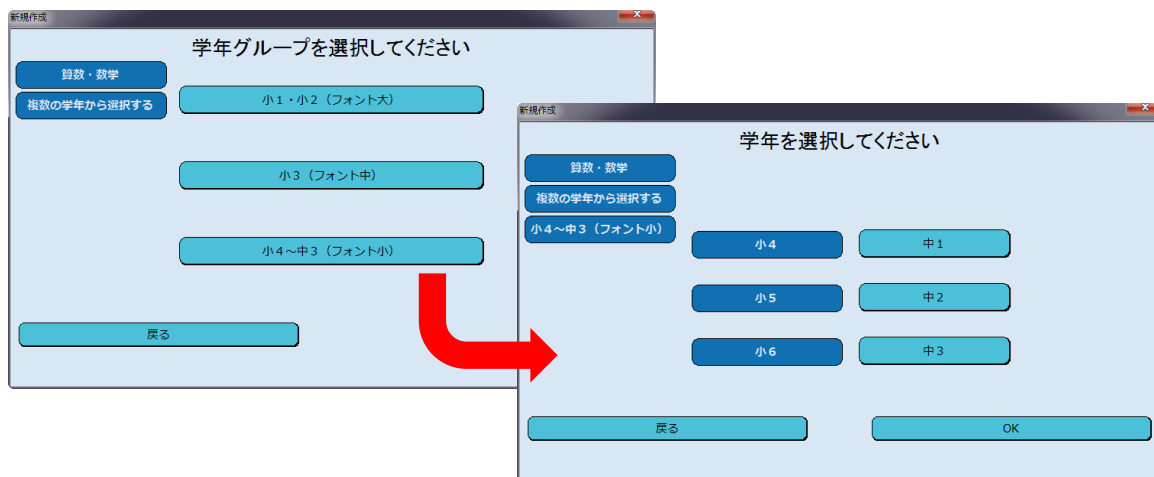 新規作成
学年グループを選択してください
算数・数学
複数の学年から選択する
小１・小２（フォント大）
小３（フォント中）
小４～中３（フォント小）
戻る
新規作成
学年を選択してください
算数・数学
複数の学年から選択する
小４～中３（フォント小）
小４
中１
小５
中２
小６
中３
戻る
OK